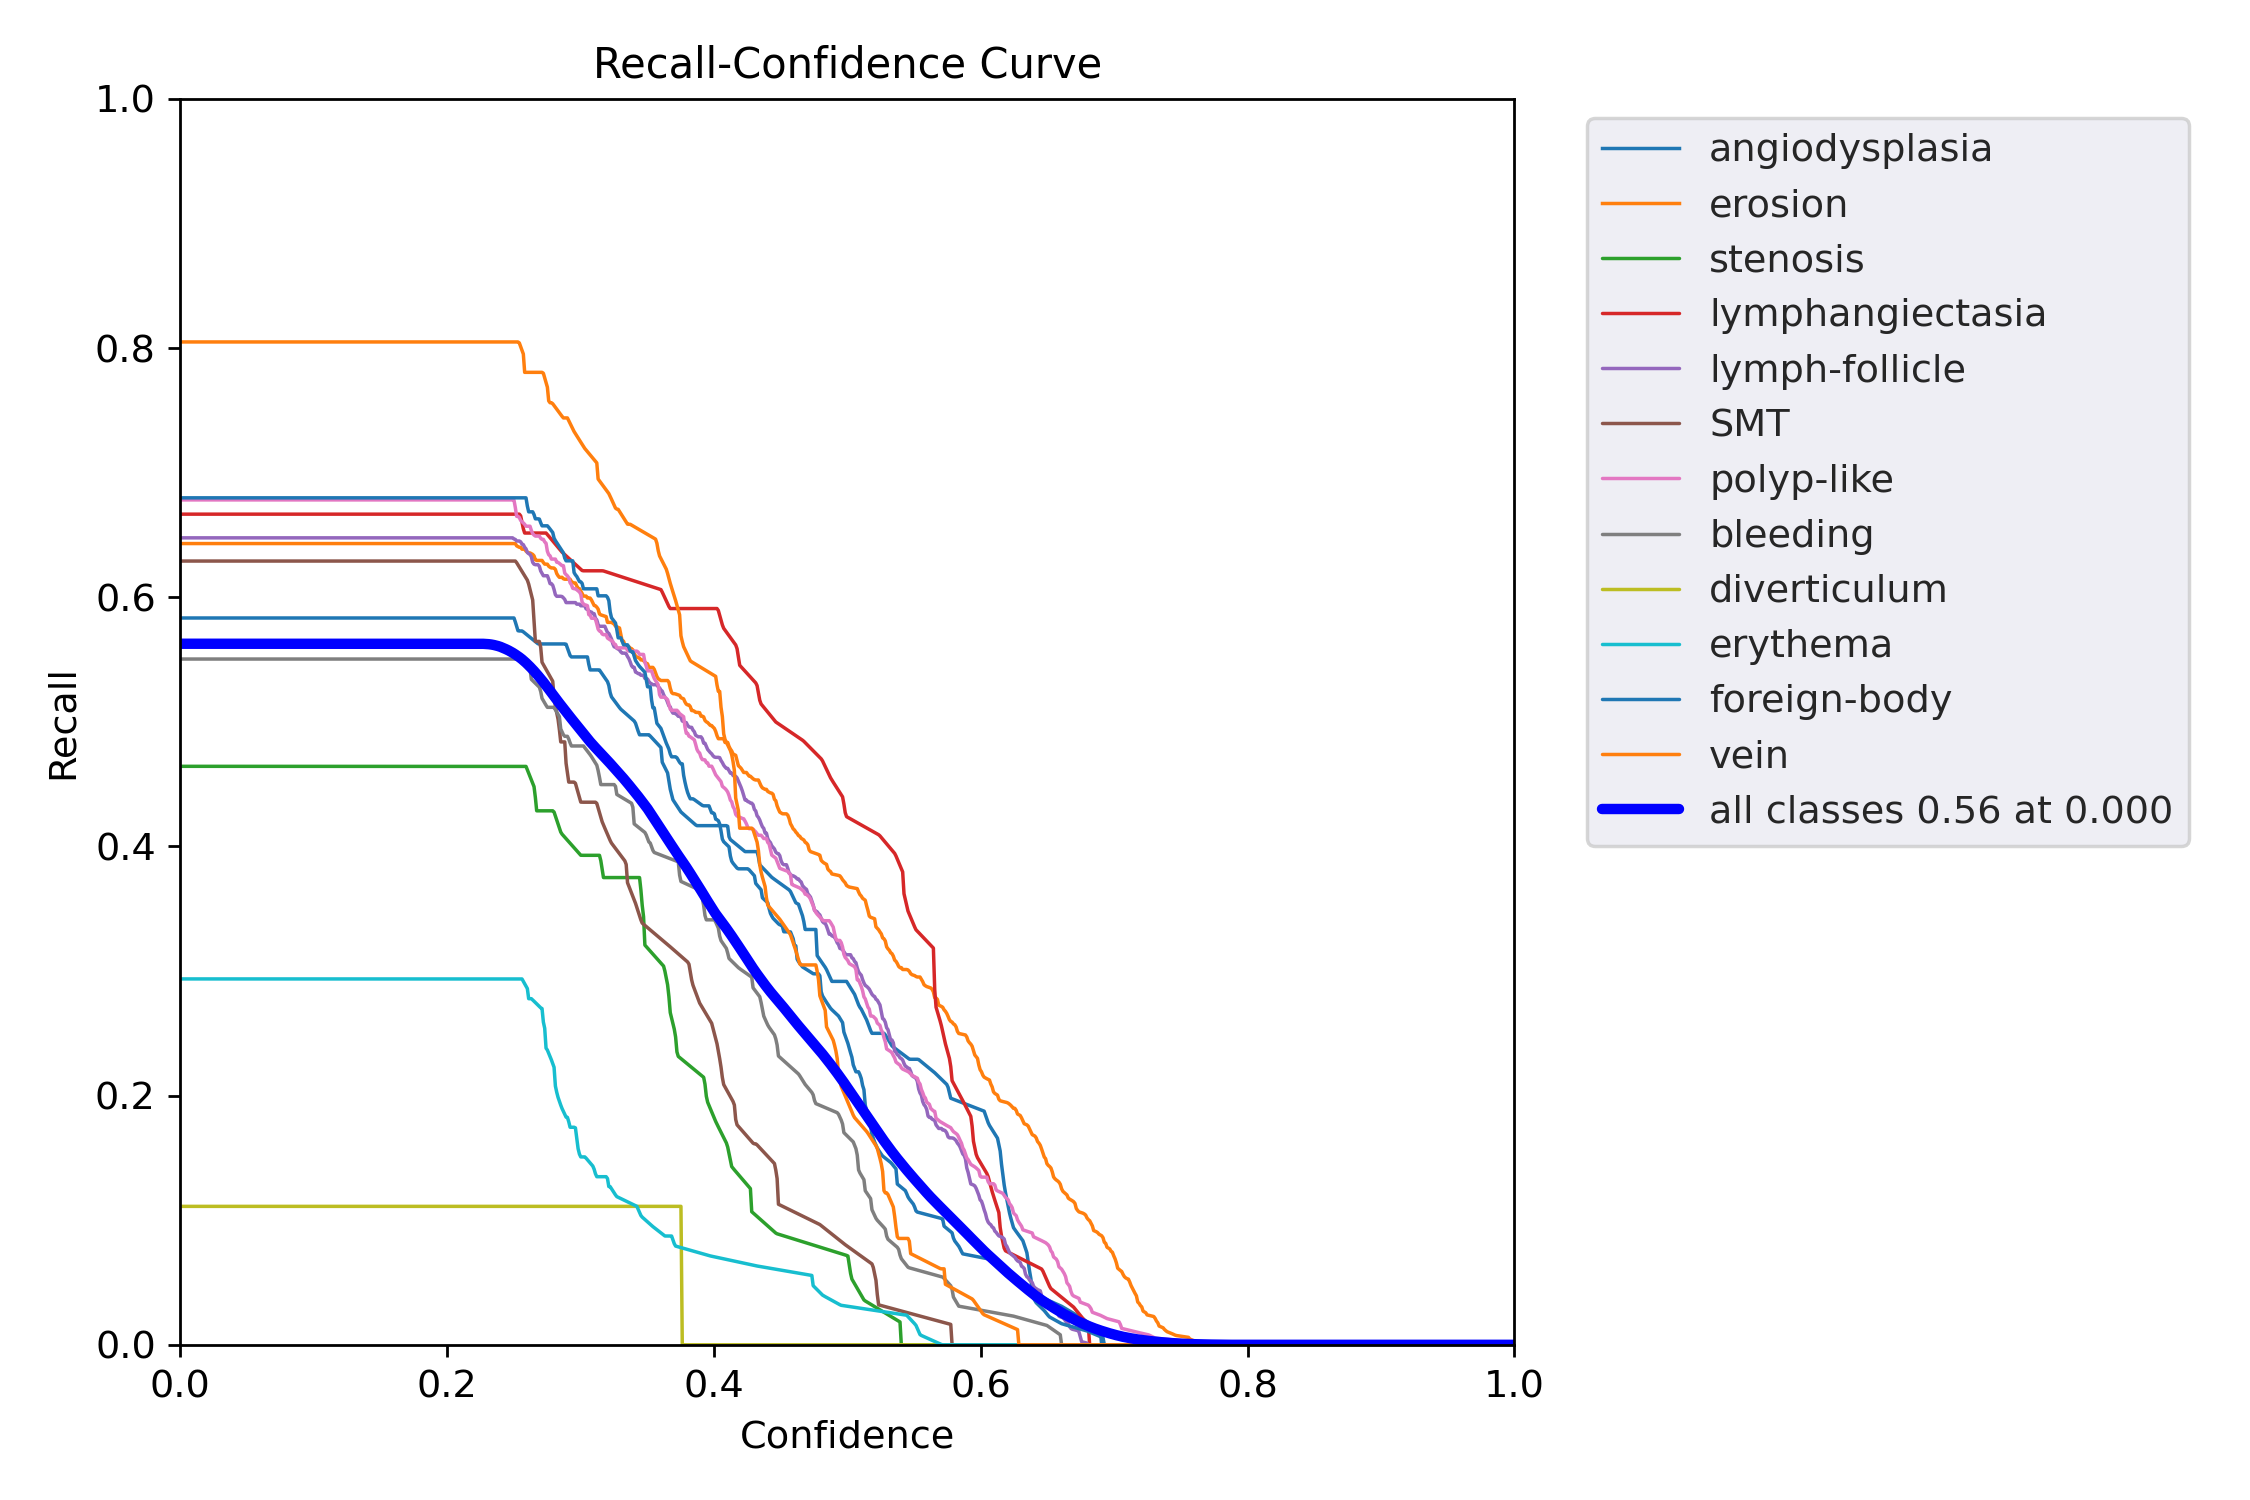 Recall-Confidence Curve
1.0
0.8
0.6
0.4
0.2
0.0
Recall
0.0 0.2 0.4 0.6 0.8 1.0
Confidence
angiodysplasia
erosion
stenosis
lymphangiectasia
lymph-follicle
SMT
polyp-like
bleeding
diverticulum
erythema
foreign-body
vein
all classes 0.56 at 0.000